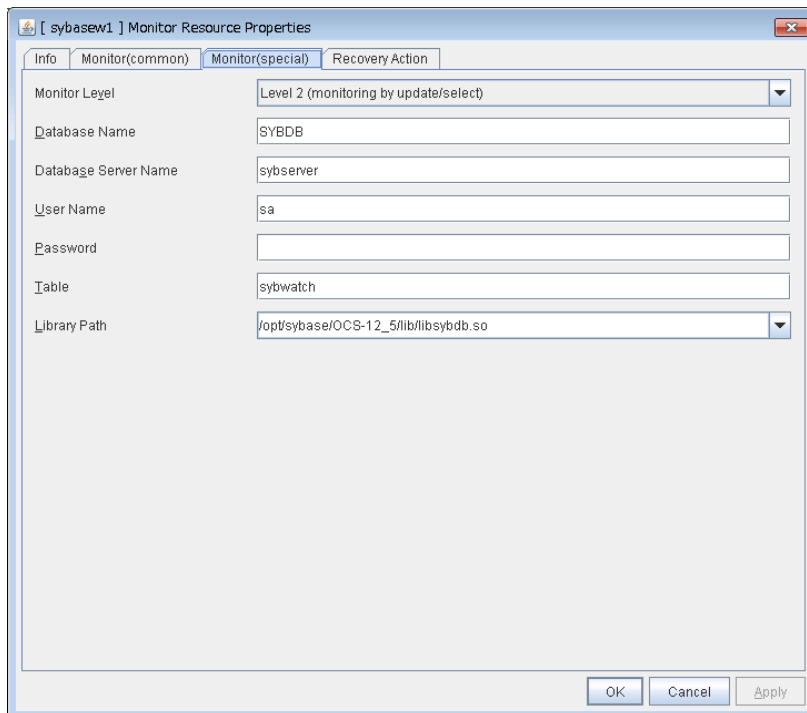 [ sybasew1 ] Monitor Resource Properties
Info Monitor(common) Monitor(special) Recovery Action
Monitor Level Level 2 (monitoring by update/select)
Database Name SYBDB
Database Server Name sybserver
User Name sa
Password
Table sybwatch
Library Path /opt/sybase/OCS-12_5/lib/libsybdb.so
OK Cancel Apply